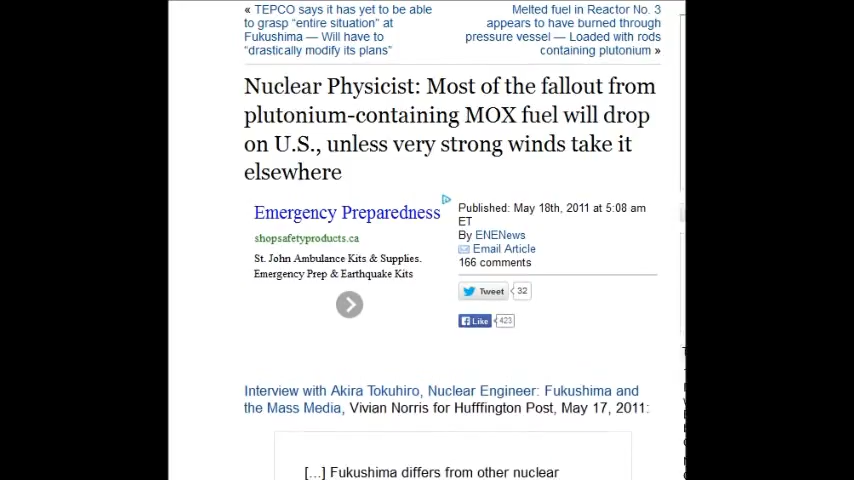 « TEPCO says it has yet to be able
to grasp “entire situation” at
Fukushima — Will have to
“drastically modify its plans”
Melted fuel in Reactor No. 3
appears to have burned through
pressure vessel — Loaded with rods
containing plutonium »
Nuclear Physicist: Most of the fallout from
plutonium-containing MOX fuel will drop
on U.S., unless very strong winds take it
elsewhere
Emergency Preparedness
shopsafetyproducts.ca
St. John Ambulance Kits & Supplies.
Emergency Prep & Earthquake Kits
Published: May 18th, 2011 at 5:08 am
ET
By ENENews
Email Article
166 comments
Tweet 32
Like 423
Interview with Akira Tokuhiro, Nuclear Engineer: Fukushima and
the Mass Media, Vivian Norris for Hufffington Post, May 17, 2011:
[...] Fukushima differs from other nuclear